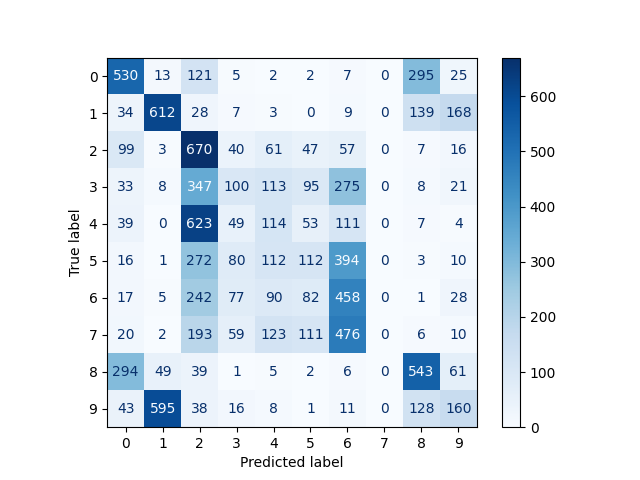 0 530 13 121 5 2 2 7 0 295 25
1 34 612 28 7 3 0 9 0 139 168
2 99 3 670 40 61 47 57 0 7 16
3 33 8 347 100 113 95 275 0 8 21
4 39 0 623 49 114 53 111 0 7 4
5 16 1 272 80 112 112 394 0 3 10
6 17 5 242 77 90 82 458 0 1 28
7 20 2 193 59 123 111 476 0 6 10
8 294 49 39 1 5 2 6 0 543 61
9 43 595 38 16 8 1 11 0 128 160
0 1 2 3 4 5 6 7 8 9
Predicted label
True label
600
500
400
300
200
100
0